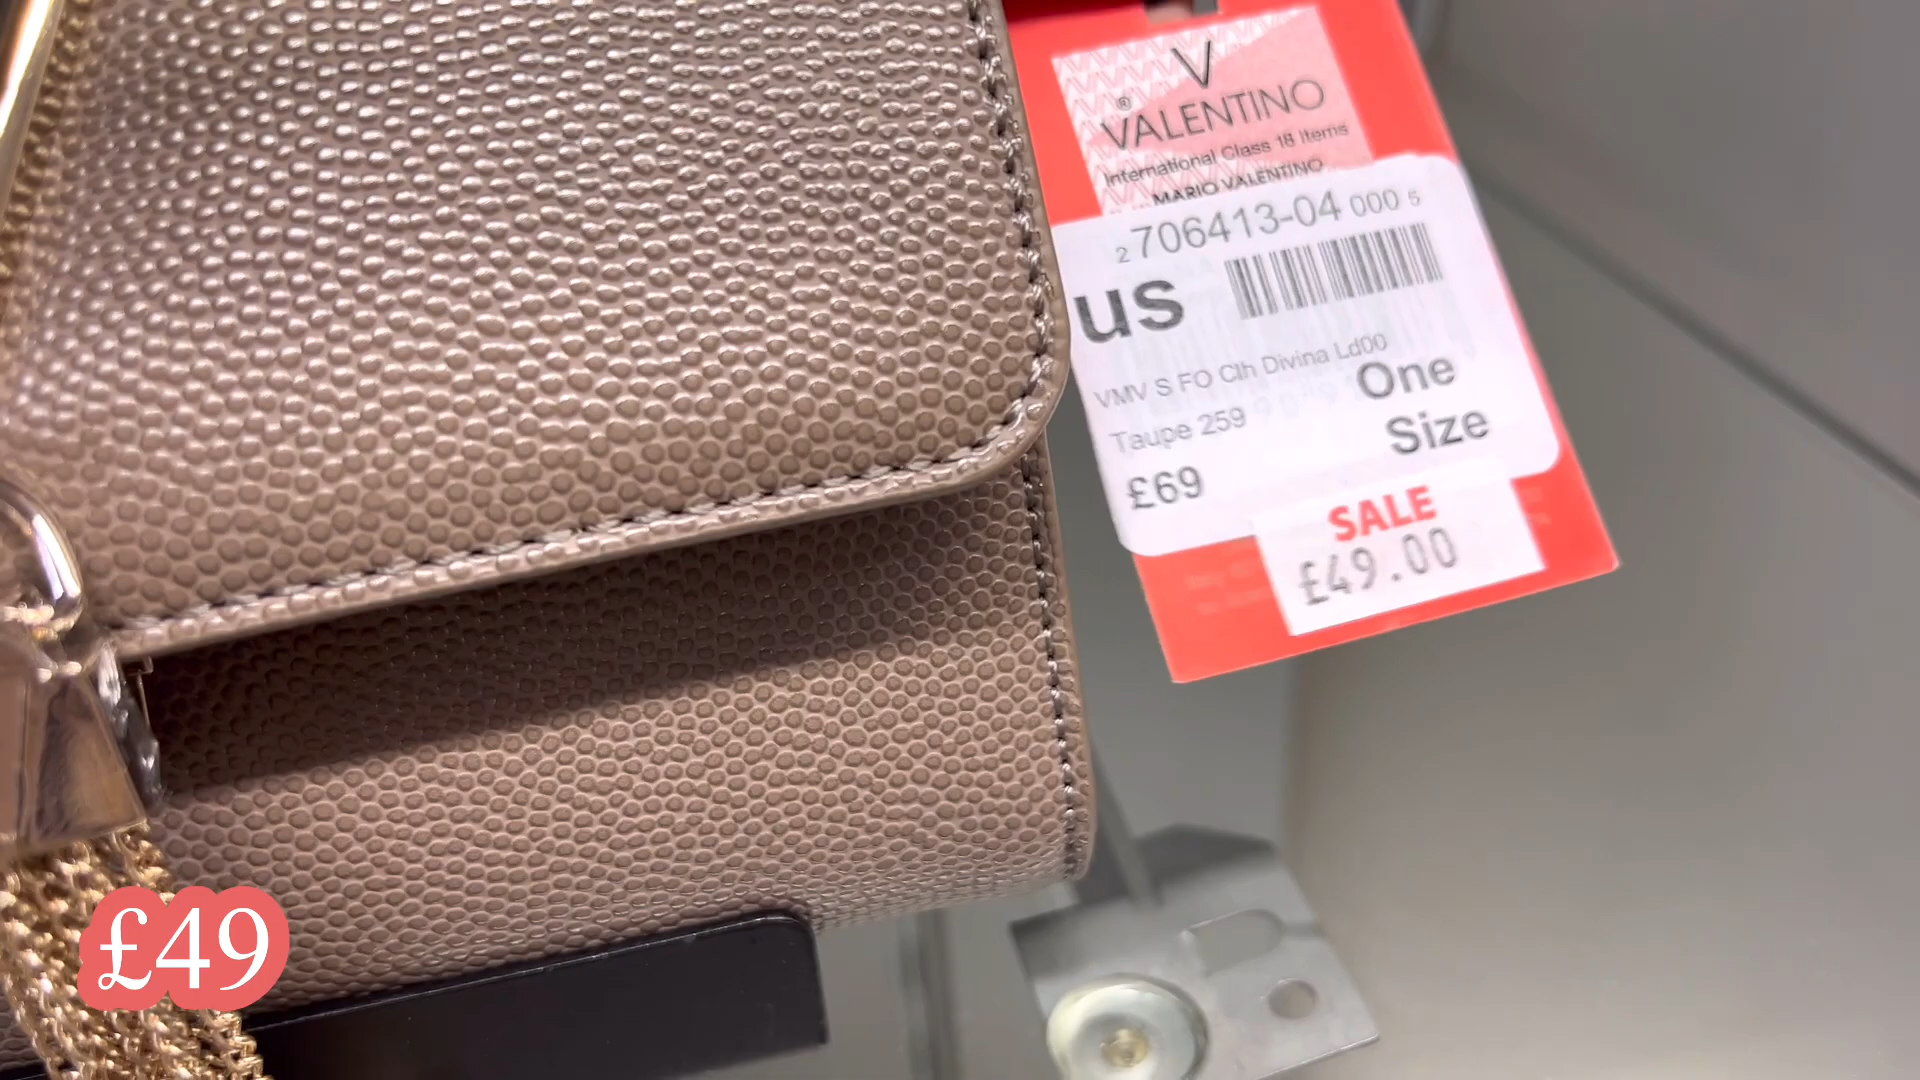 V
® VALENTINO
International Class 18 Items
MARIO VALENTINO
2 706413-04 000 5
us
VMV S FO Clh Divina Ld00
One
Taupe 259
Size
£69
SALE
£49.00
£49